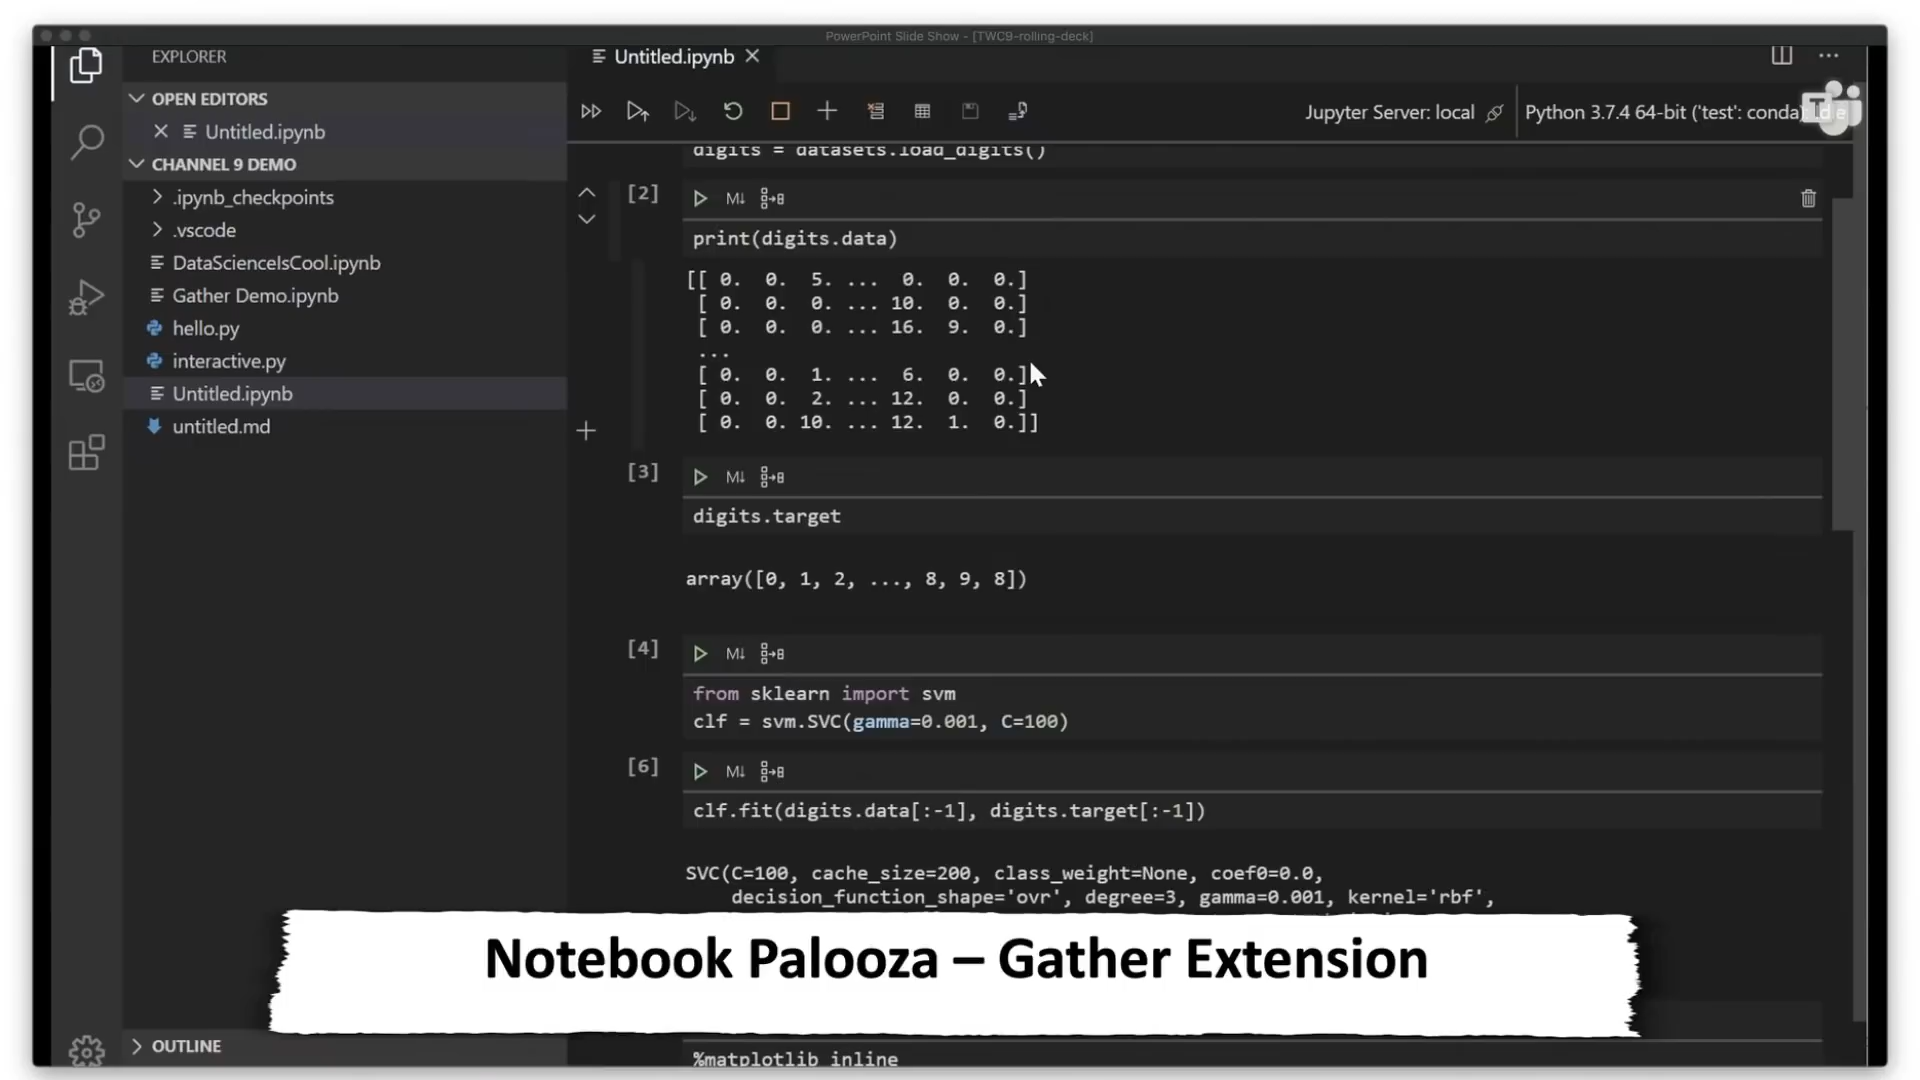 PowerPoint Slide Show - [TWC9-rolling-deck]
EXPLORER
Untitled.ipynb
OPEN EDITORS
Untitled.ipynb
CHANNEL 9 DEMO
.ipynb_checkpoints
.vscode
DataScienceIsCool.ipynb
Gather Demo.ipynb
hello.py
interactive.py
Untitled.ipynb
untitled.md
OUTLINE
Jupyter Server: local
Python 3.7.4 64-bit ('test': conda)
digits = datasets.load_digits()
[2]
M↓
print(digits.data)
[[ 0. 0. 5. ... 0. 0. 0.]
[ 0. 0. 0. ... 10. 0. 0.]
[ 0. 0. 0. ... 16. 9. 0.]
...
[ 0. 0. 1. ... 6. 0. 0.]
[ 0. 0. 2. ... 12. 0. 0.]
[ 0. 0. 10. ... 12. 1. 0.]]
[3]
M↓
digits.target
array([0, 1, 2, ..., 8, 9, 8])
[4]
M↓
from sklearn import svm
clf = svm.SVC(gamma=0.001, C=100)
[6]
M↓
clf.fit(digits.data[:-1], digits.target[:-1])
SVC(C=100, cache_size=200, class_weight=None, coef0=0.0,
decision_function_shape='ovr', degree=3, gamma=0.001, kernel='rbf',
Notebook Palooza – Gather Extension
%matplotlib inline